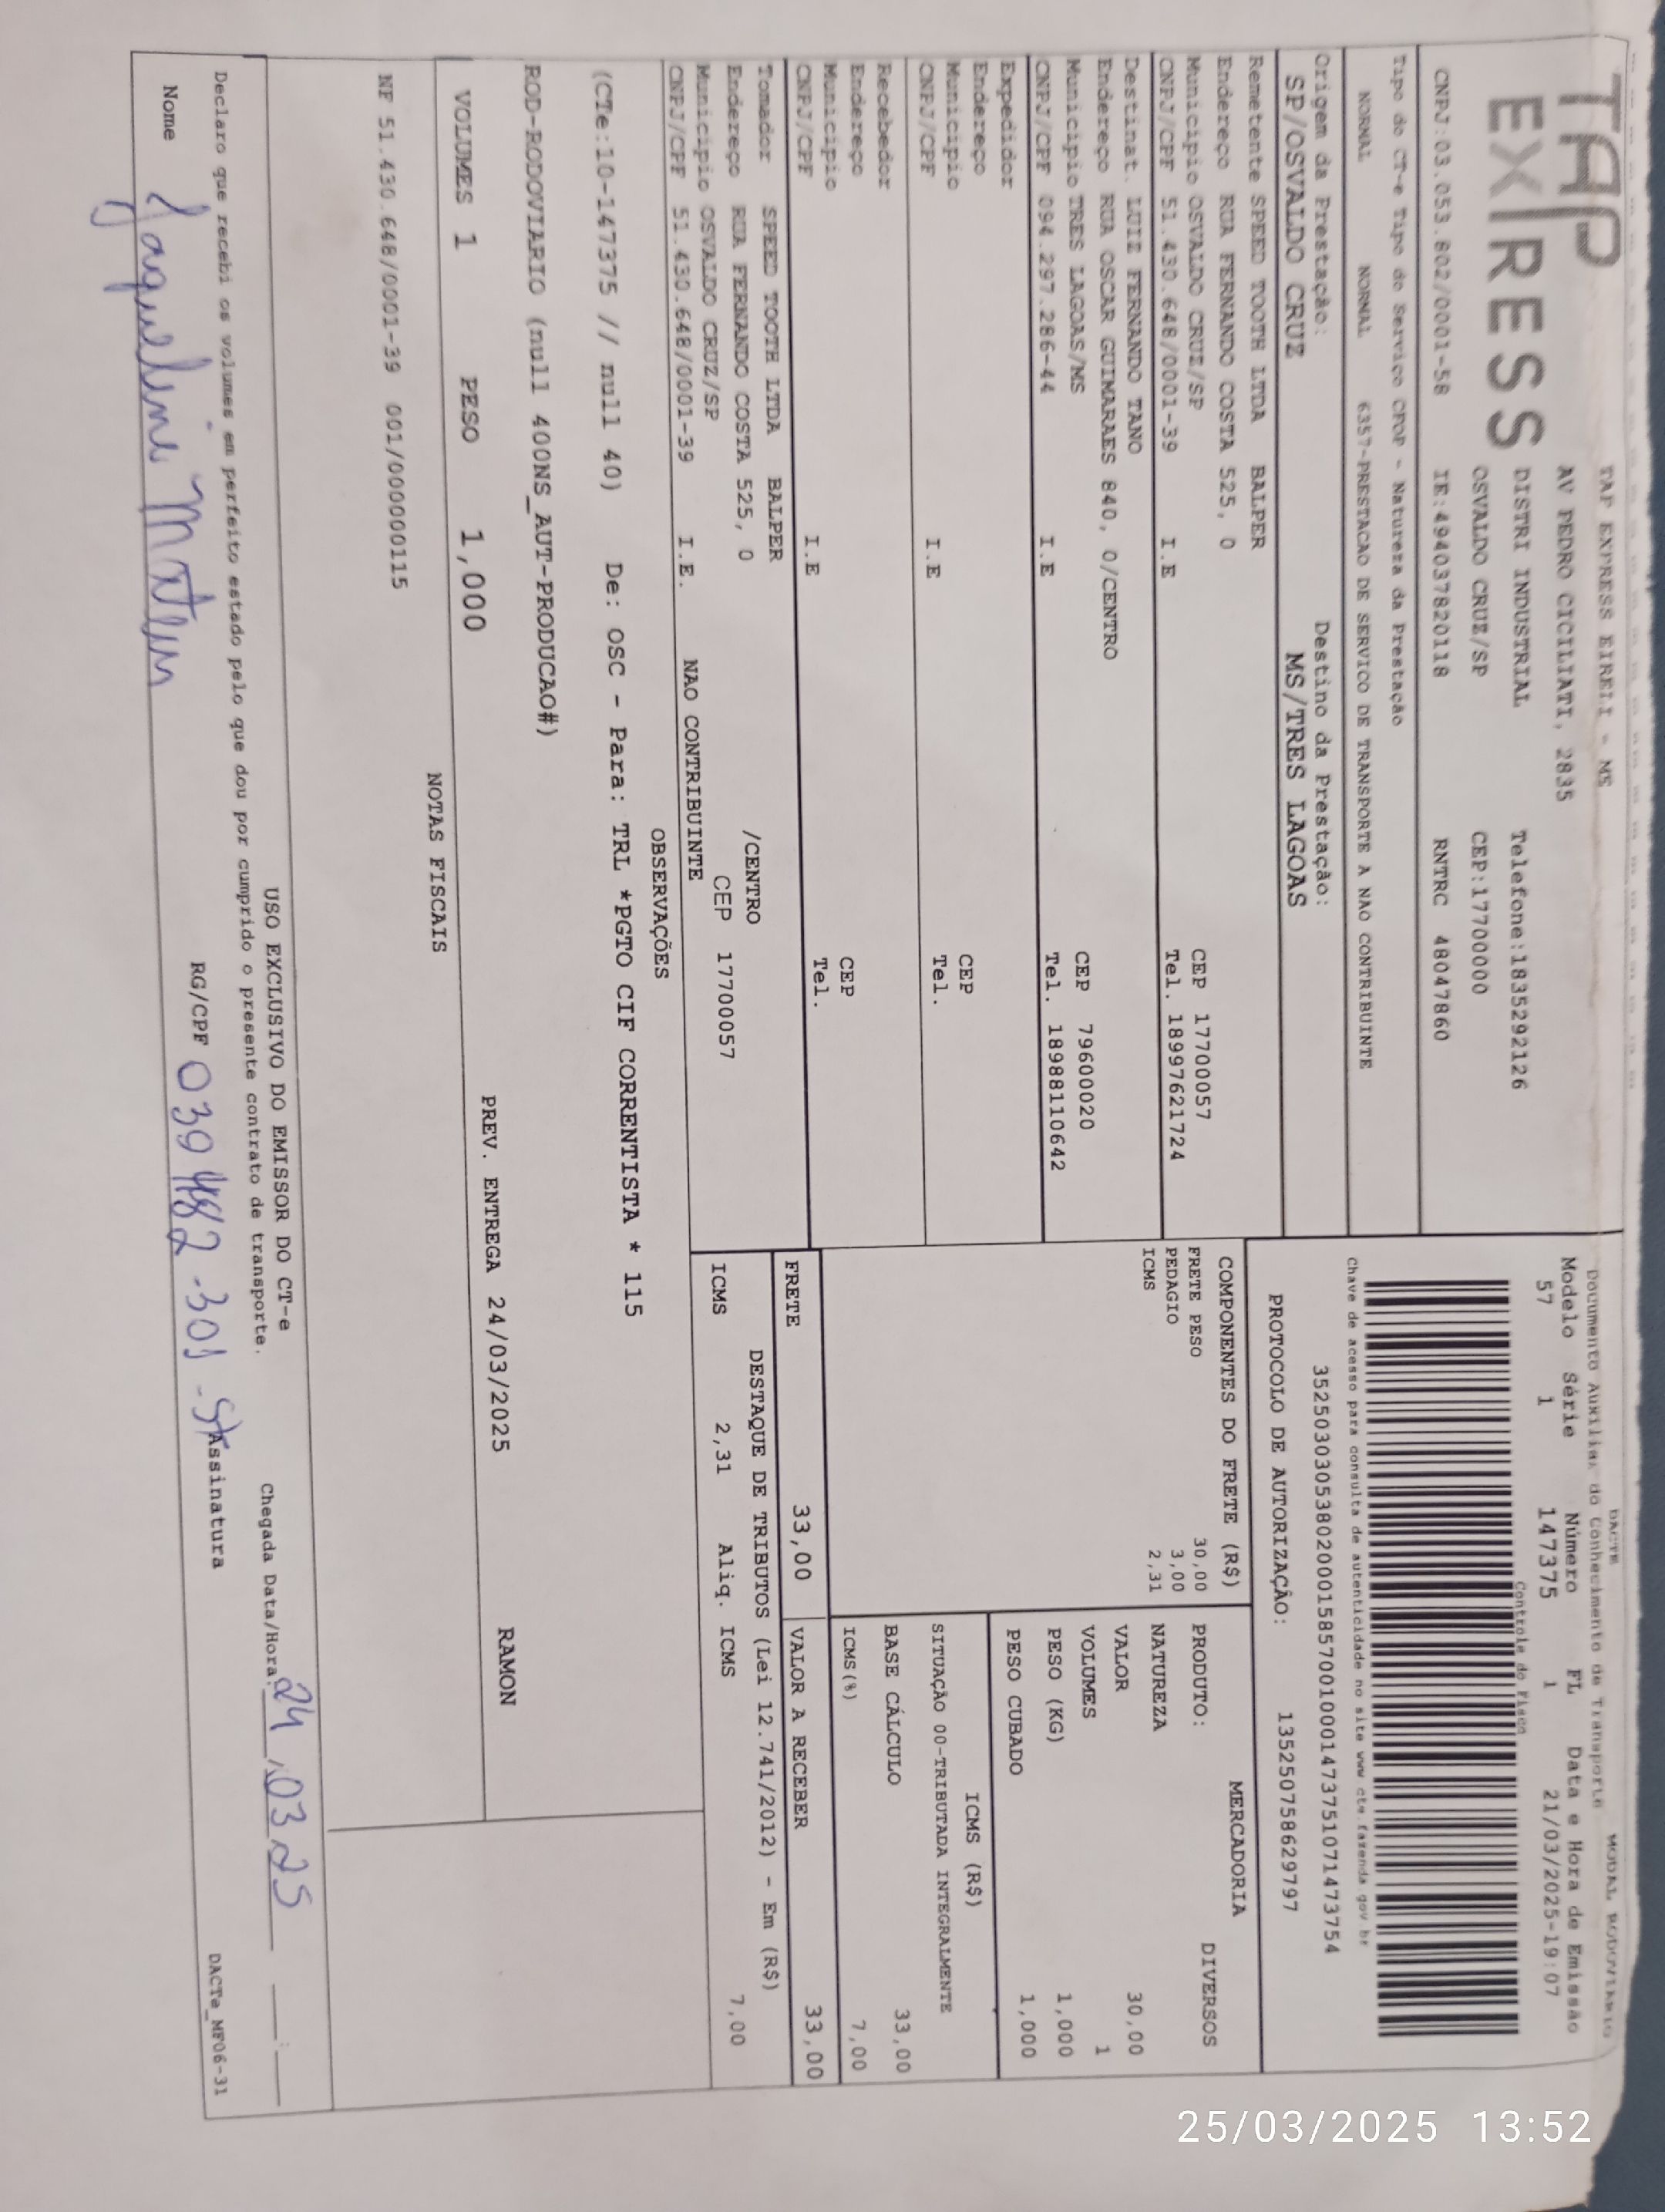 TAP
EXPRESS
TAP EXPRESS EIRELI - ME
AV PEDRO CICILIATI, 2835
DISTRI INDUSTRIAL Telefone:1835292126
OSVALDO CRUZ/SP CEP:17700000
CNPJ:03.053.802/0001-58 IE:494037820118 RNTRC 48047860
Tipo do CT-e Tipo do Servico CFOP - Natureza da Prestação
NORMAL NORMAL 6357-PRESTACAO DE SERVICO DE TRANSPORTE A NAO CONTRIBUINTE
Origem da Prestação: Destino da Prestação:
SP/OSVALDO CRUZ MS/TRES LAGOAS
DACTE MODAL RODOVIARIO
Documento Auxiliar do Conhecimento de Transporte
Modelo Série Número FL Data e Hora de Emissão
57 1 147375 1 21/03/2025-19:07
Controle do Fisco
Chave de acesso para consulta de autenticidade no site www.cte.fazenda.gov.br
35250303053802000158570010001473751071473754
PROTOCOLO DE AUTORIZAÇÃO: 135250758629797
Remetente SPEED TOOTH LTDA BALPER
Endereço RUA FERNANDO COSTA 525, 0
Municipio OSVALDO CRUZ/SP CEP 17700057
CNPJ/CPF 51.430.648/0001-39 I.E Tel. 18997621724
Destinat. LUIZ FERNANDO TANO
Endereço RUA OSCAR GUIMARAES 840, 0/CENTRO
Municipio TRES LAGOAS/MS CEP 79600020
CNPJ/CPF 094.297.286-44 I.E Tel. 18988110642
Expedidor
Endereço
Municipio CEP
CNPJ/CPF I.E Tel.
Recebedor
Endereço
Municipio CEP
CNPJ/CPF I.E Tel.
Tomador SPEED TOOTH LTDA BALPER
Endereço RUA FERNANDO COSTA 525, 0 /CENTRO
Municipio OSVALDO CRUZ/SP CEP 17700057
CNPJ/CPF 51.430.648/0001-39 I.E. NAO CONTRIBUINTE
COMPONENTES DO FRETE (R$)
FRETE PESO 30,00
PEDAGIO 3,00
ICMS 2,31
MERCADORIA
PRODUTO: DIVERSOS
NATUREZA
VALOR 30,00
VOLUMES 1
PESO (KG) 1,000
PESO CUBADO 1,000
ICMS (R$)
SITUAÇÃO 00-TRIBUTADA INTEGRALMENTE
BASE CÁLCULO 33,00
ICMS(%) 7,00
FRETE 33,00 VALOR A RECEBER 33,00
DESTAQUE DE TRIBUTOS (Lei 12.741/2012) - Em (R$)
ICMS 2,31 Aliq. ICMS 7,00
OBSERVAÇÕES
(CTe:10-147375 // null 40) De: OSC - Para: TRL *PGTO CIF CORRENTISTA * 115
ROD-RODOVIARIO (null 400NS_AUT-PRODUCAO#)
VOLUMES 1 PESO 1,000 PREV. ENTREGA 24/03/2025 RAMON
NOTAS FISCAIS
NF 51.430.648/0001-39 001/000000115
USO EXCLUSIVO DO EMISSOR DO CT-e
Declaro que recebi os volumes em perfeito estado pelo que dou por cumprido o presente contrato de transporte.
Chegada Data/Hora: 24/03 25 __:__
Nome Jaqueline RG/CPF Assinatura
DACTe_MF06-31
25/03/2025 13:52